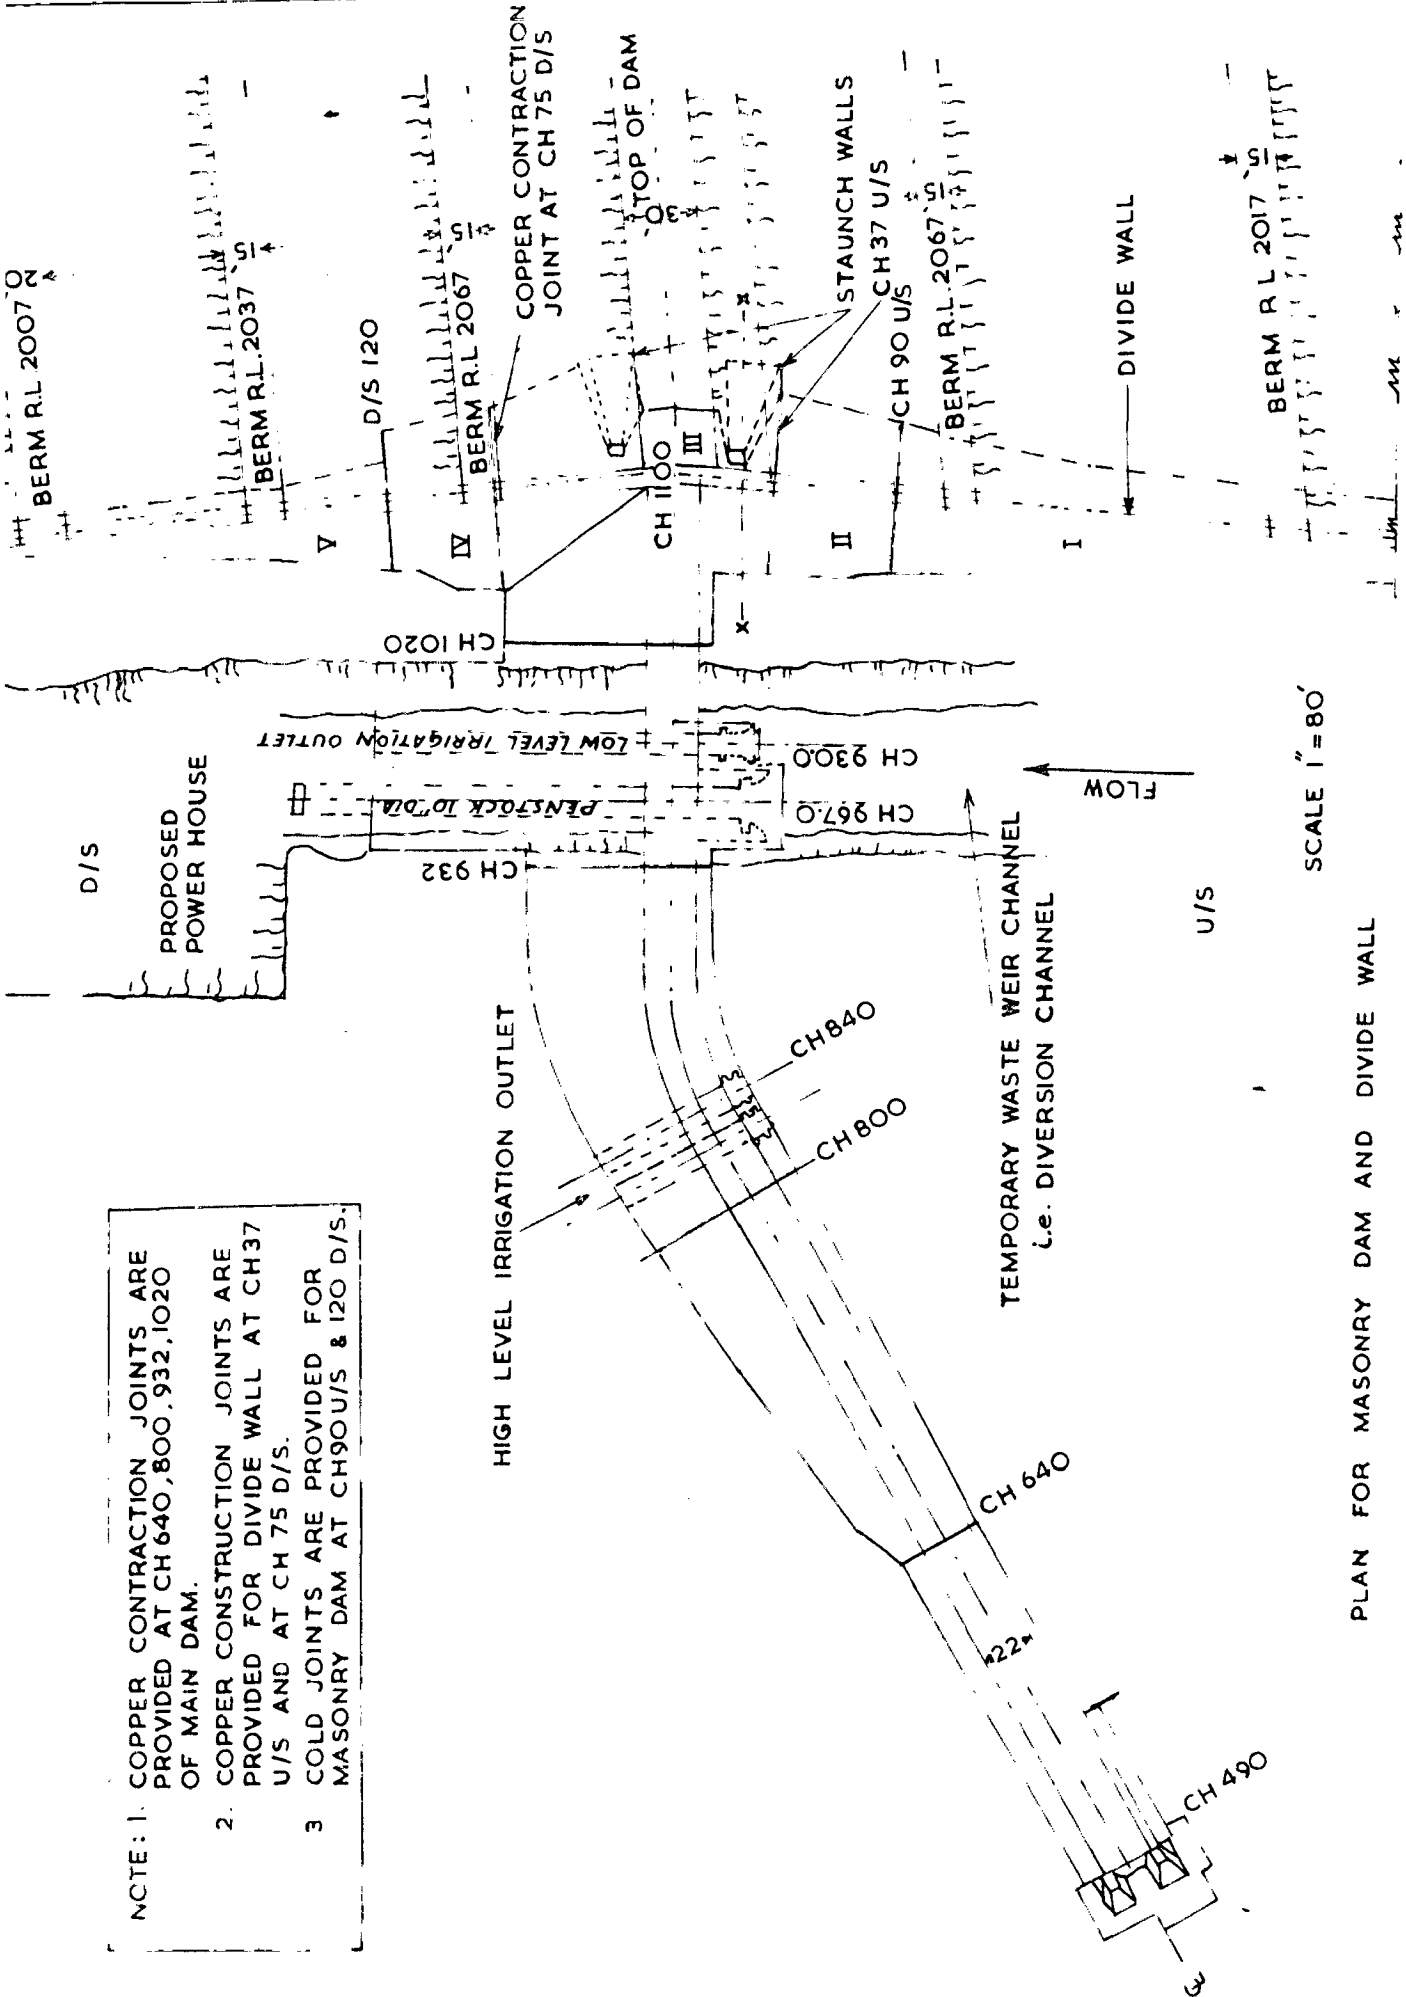 NOTE: 1. COPPER CONTRACTION JOINTS ARE
PROVIDED AT CH 640, 800, 932, 1020
OF MAIN DAM.
2. COPPER CONSTRUCTION JOINTS ARE
PROVIDED FOR DIVIDE WALL AT CH 37
U/S AND AT CH 75 D/S.
3 COLD JOINTS ARE PROVIDED FOR
MASONRY DAM AT CH 90 U/S & 120 D/S.
D/S
PROPOSED
POWER HOUSE
BERM R.L. 2007
20
BERM R.L. 2037
15
D/S 120
BERM R.L. 2067
15
COPPER CONTRACTION
JOINT AT CH 75 D/S
TOP OF DAM
30
STAUNCH WALLS
CH 37 U/S
CH 90 U/S
BERM R.L. 2067
15
DIVIDE WALL
BERM R L 2017
15
V
IV
III
II
I
CH 1100
CH 1020
X
X
LOW LEVEL IRRIGATION OUTLET
PENSTOCK 10' DIA
CH 930.0
CH 967.0
CH 932
FLOW
HIGH LEVEL IRRIGATION OUTLET
CH 840
CH 800
TEMPORARY WASTE WEIR CHANNEL
i.e. DIVERSION CHANNEL
U/S
CH 640
22
CH 490
SCALE 1"=80'
PLAN FOR MASONRY DAM AND DIVIDE WALL